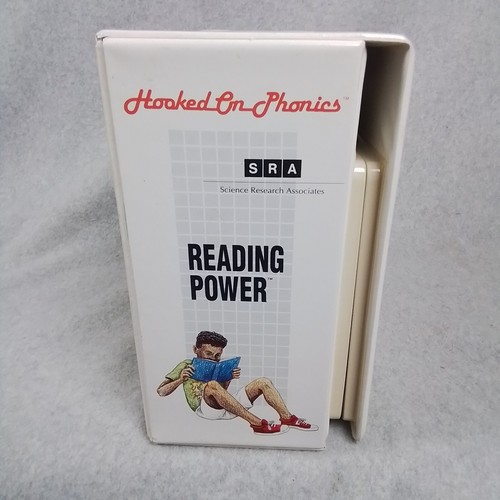 Hooked On Phonics™
SRA
Science Research Associates
READING
POWER™